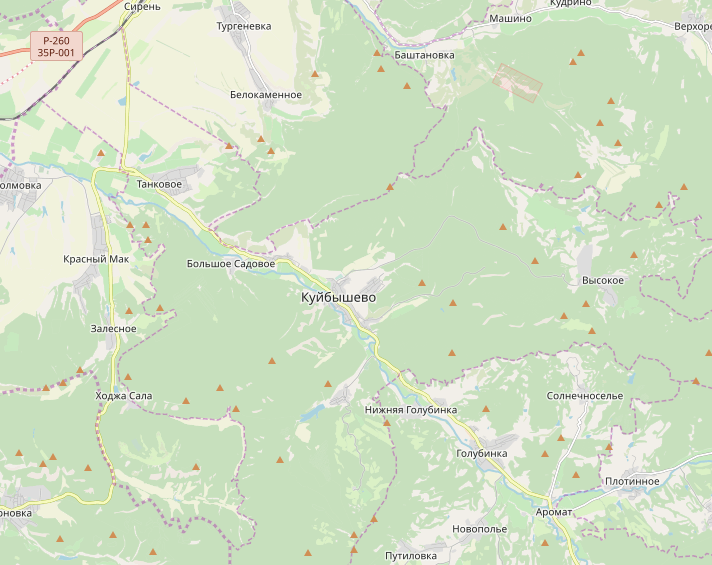 Сирень
Кудрино
Машино
Тургеневка
Верхоре
Р-260
35Р-001
Баштановка
Белокаменное
Танковое
олмовка
Красный Мак
Большое Садовое
Высокое
Куйбышево
Залесное
Ходжа Сала
Солнечноселье
Нижняя Голубинка
Голубинка
Плотинное
Аромат
рновка
Новополье
Путиловка